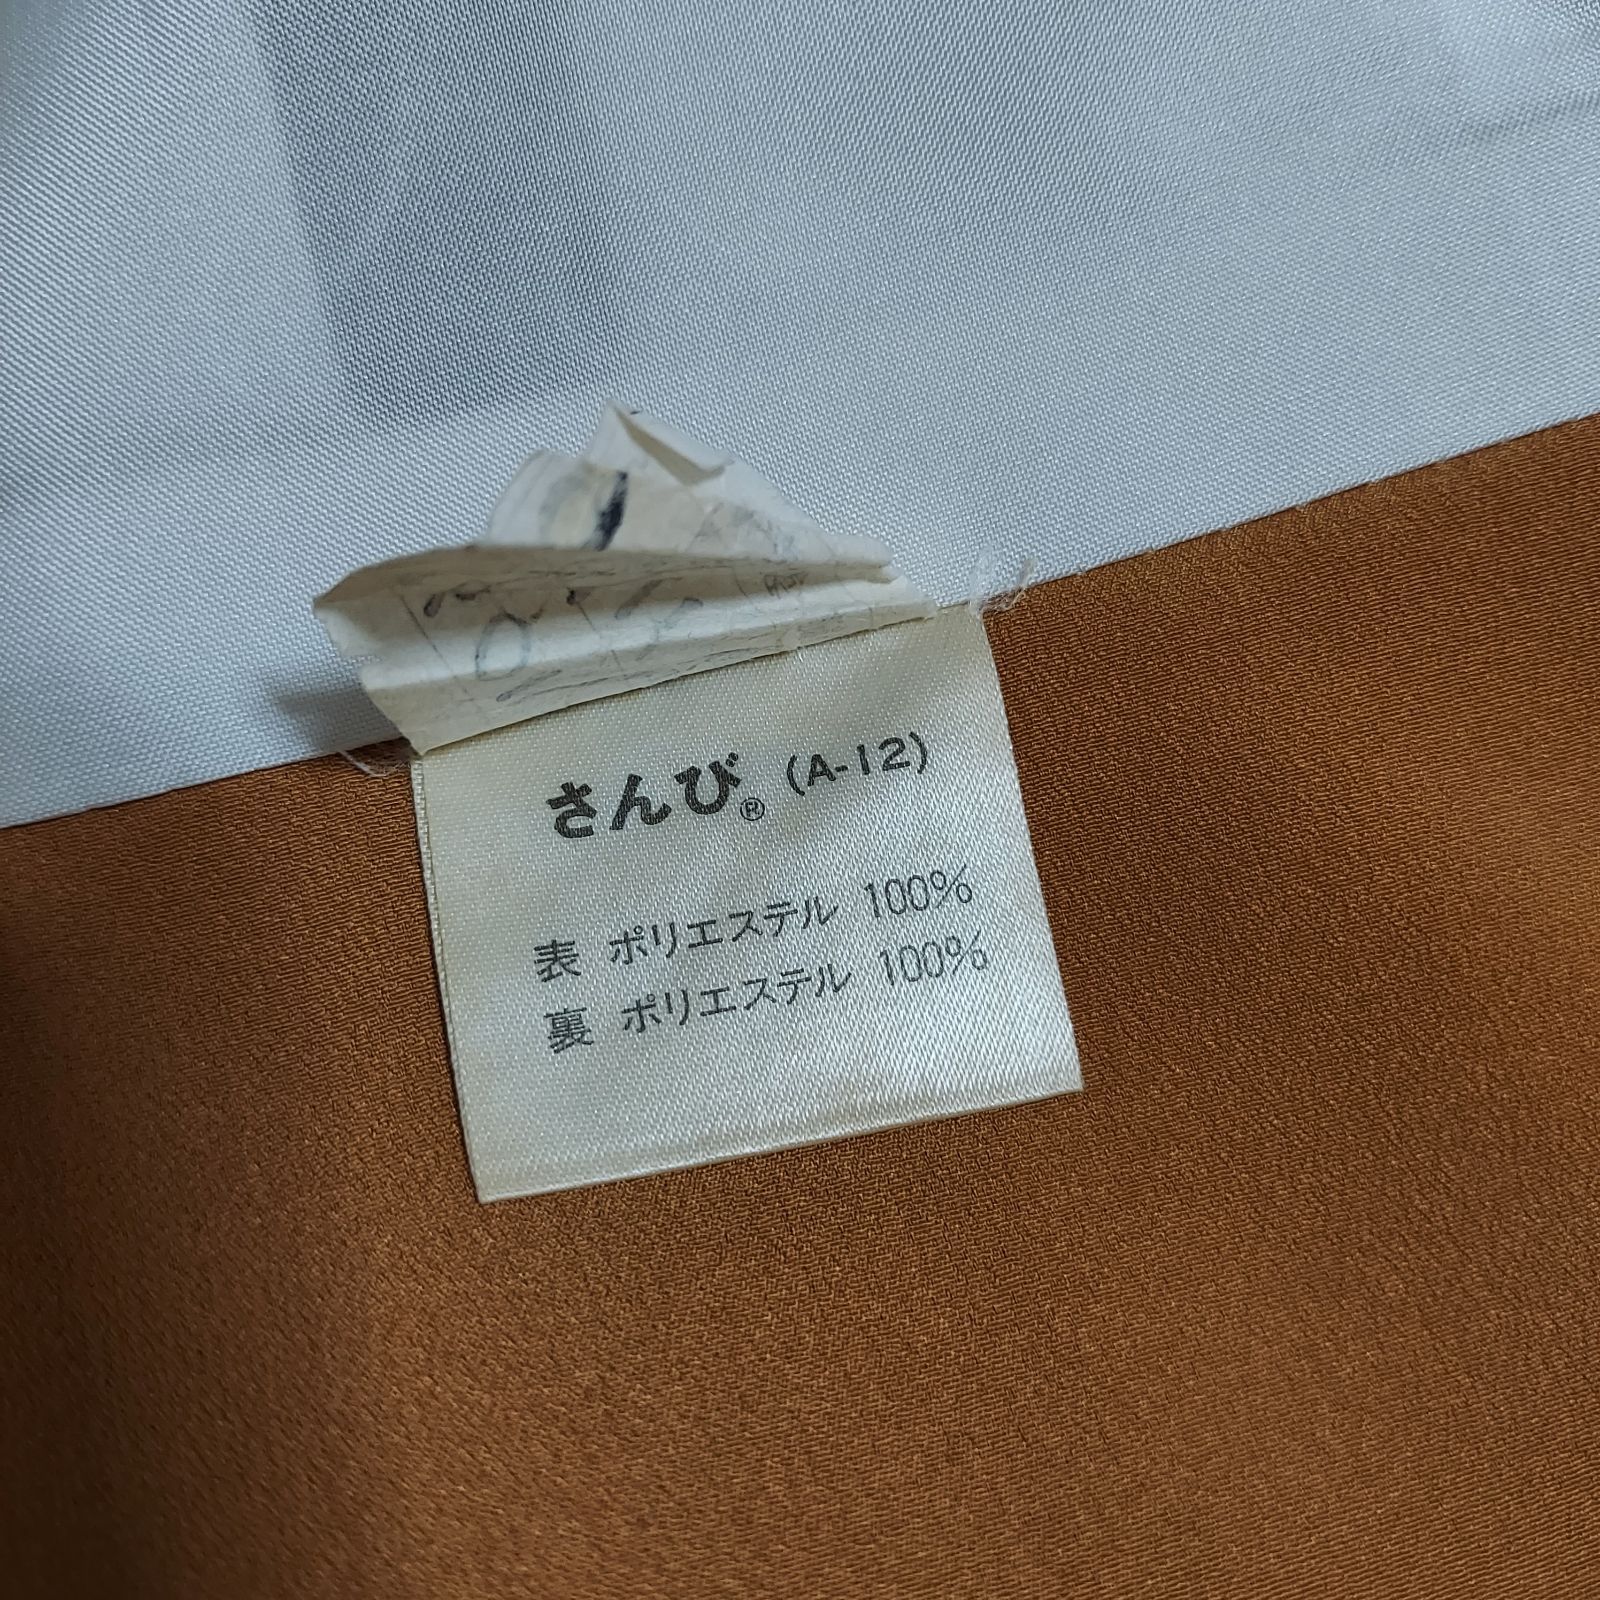 さんび® (A-12)
表 ポリエステル 100%
裏 ポリエステル 100%